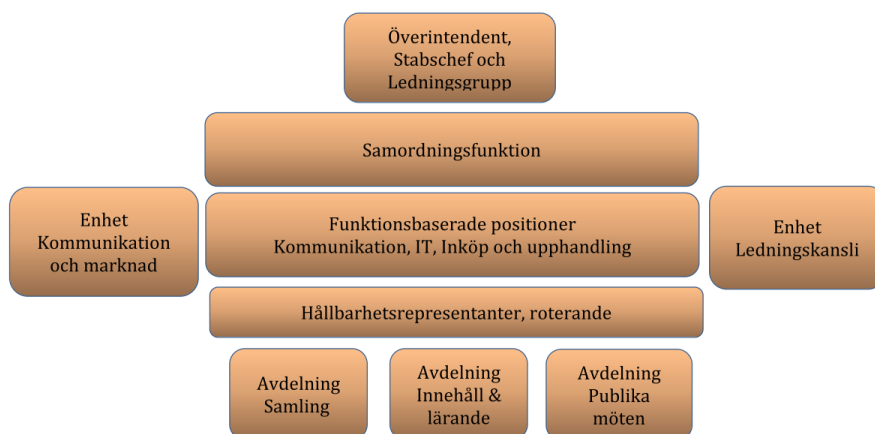 Överintendent,
Stabschef och
Ledningsgrupp
Samordningsfunktion
Enhet
Kommunikation
och marknad
Funktionsbaserade positioner
Kommunikation, IT, Inköp och upphandling
Enhet
Ledningskansli
Hållbarhetsrepresentanter, roterande
Avdelning
Samling
Avdelning
Innehåll &
lärande
Avdelning
Publika
möten